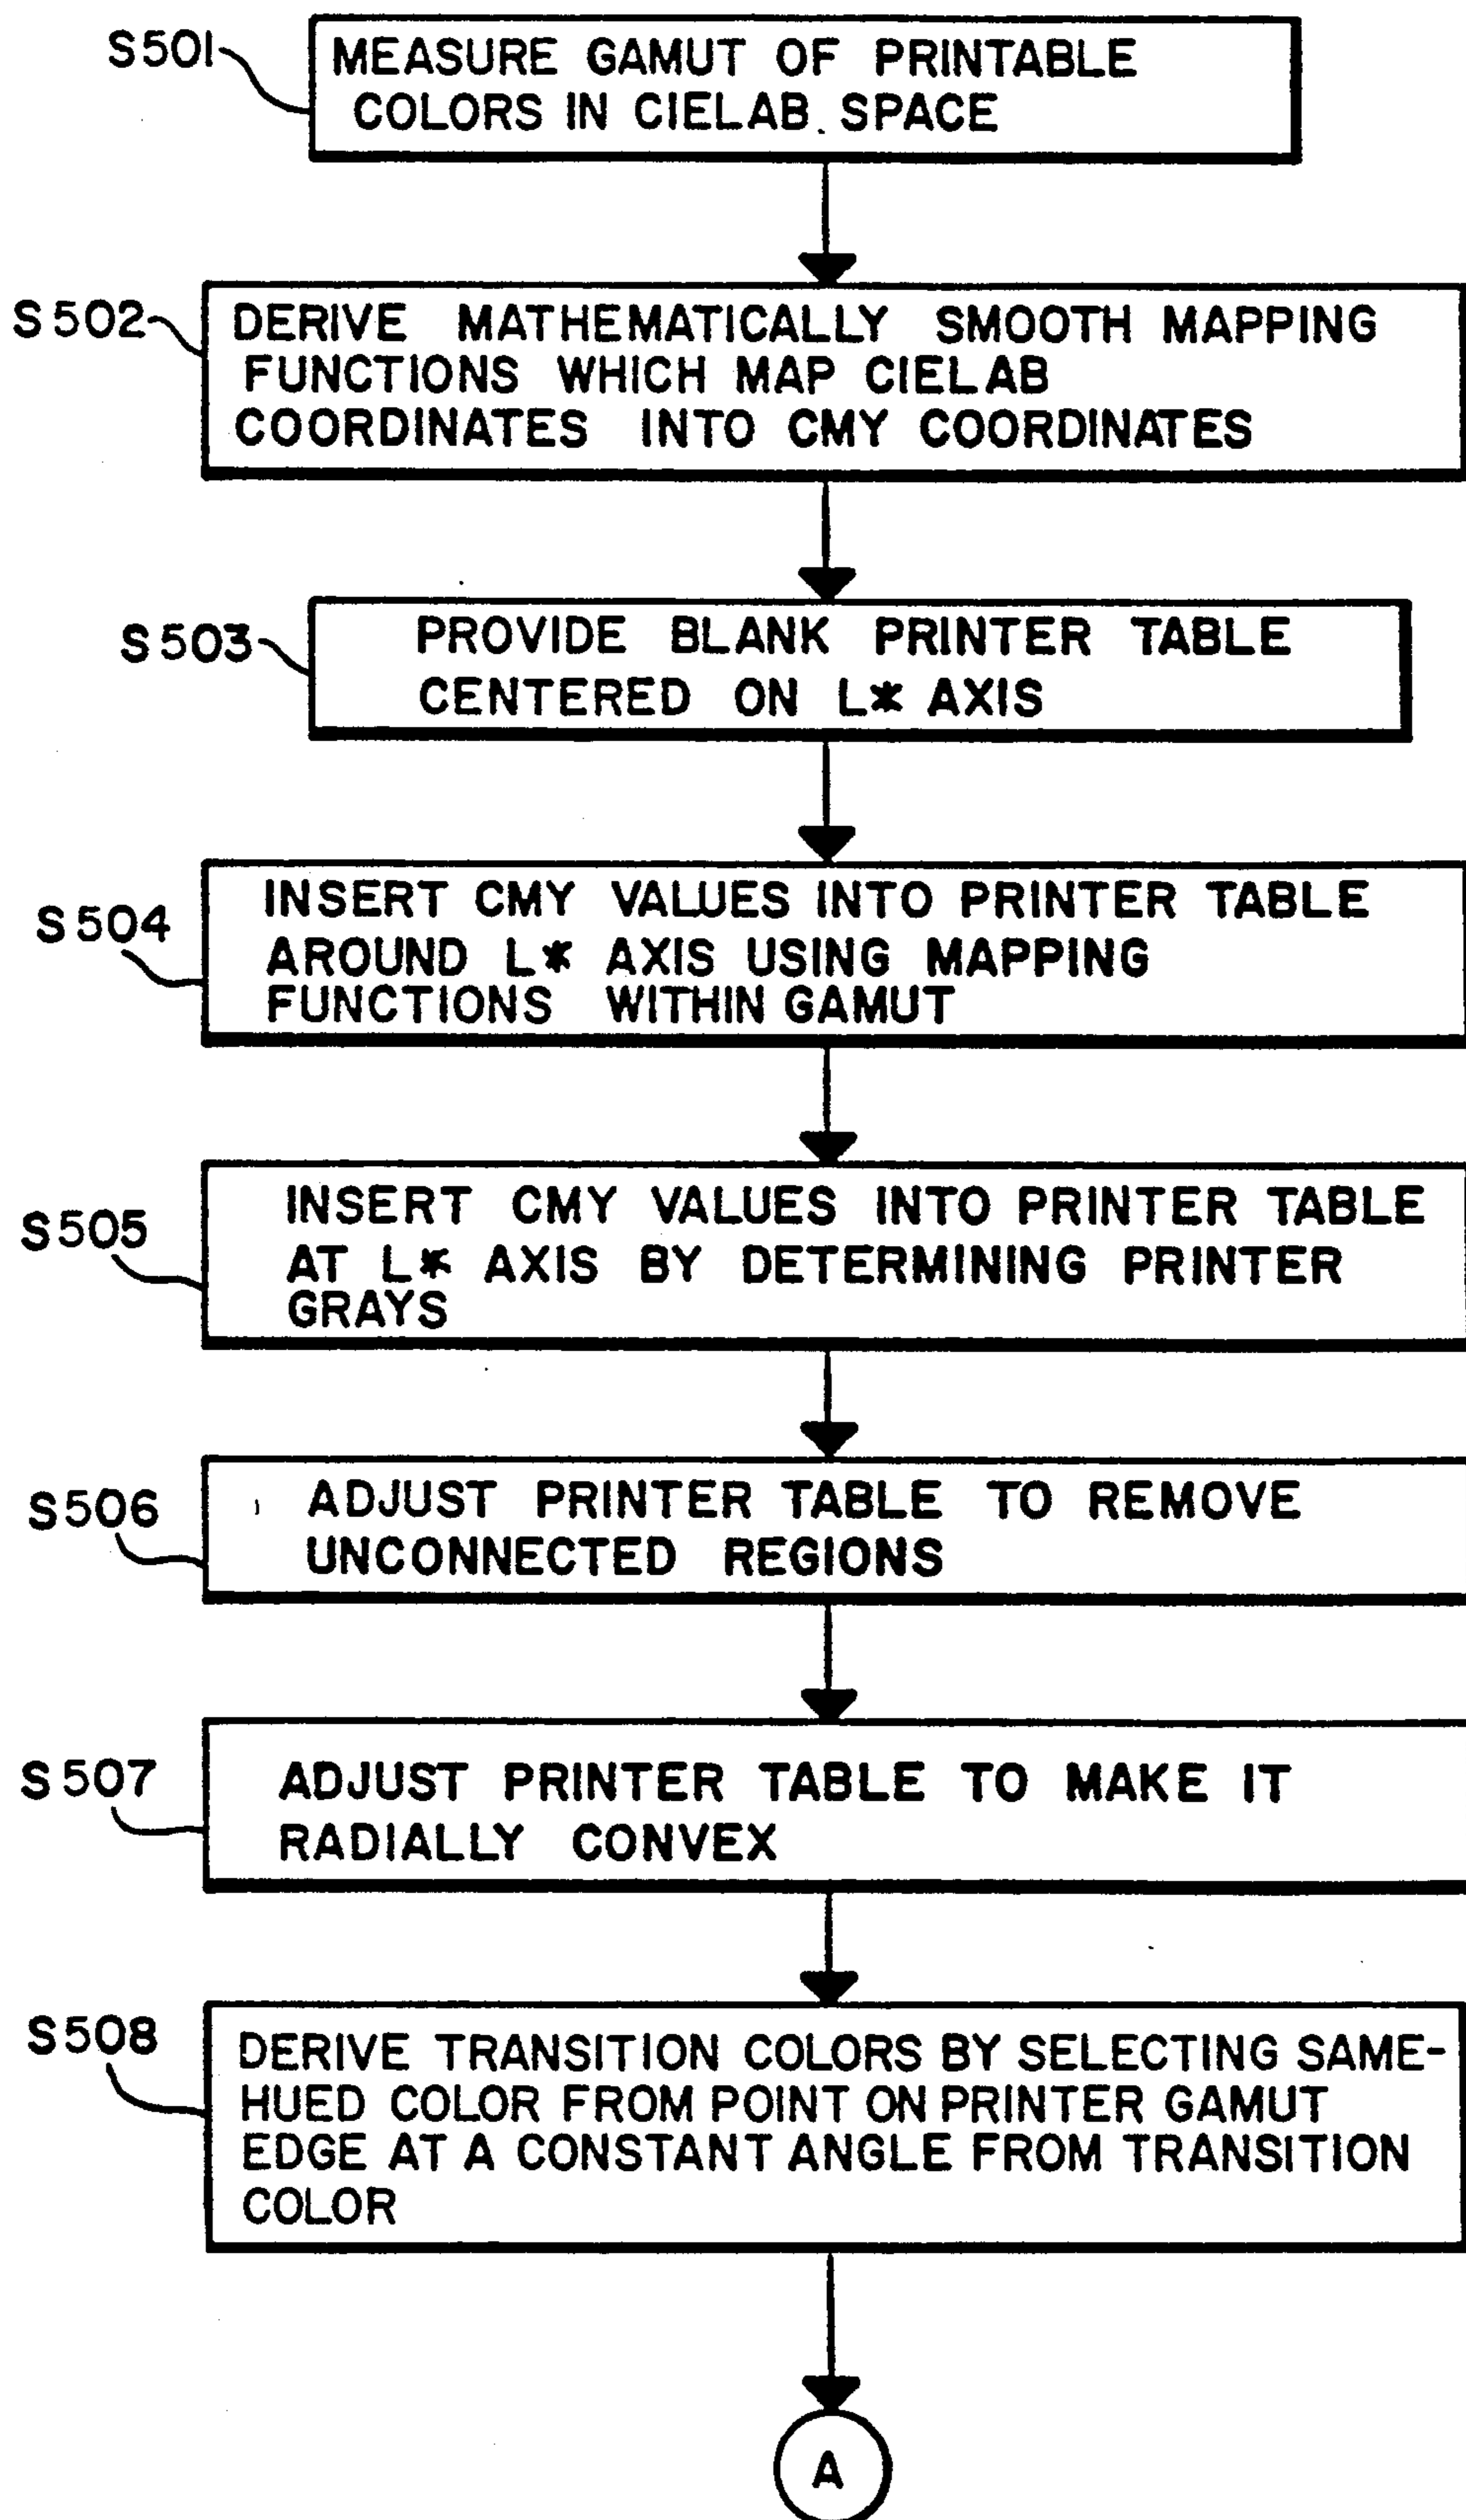 S501
MEASURE GAMUT OF PRINTABLE
COLORS IN CIELAB SPACE
S502
DERIVE MATHEMATICALLY SMOOTH MAPPING
FUNCTIONS WHICH MAP CIELAB
COORDINATES INTO CMY COORDINATES
S503
PROVIDE BLANK PRINTER TABLE
CENTERED ON L* AXIS
S504
INSERT CMY VALUES INTO PRINTER TABLE
AROUND L* AXIS USING MAPPING
FUNCTIONS WITHIN GAMUT
S505
INSERT CMY VALUES INTO PRINTER TABLE
AT L* AXIS BY DETERMINING PRINTER
GRAYS
S506
ADJUST PRINTER TABLE TO REMOVE
UNCONNECTED REGIONS
S507
ADJUST PRINTER TABLE TO MAKE IT
RADIALLY CONVEX
S508
DERIVE TRANSITION COLORS BY SELECTING SAME-
HUED COLOR FROM POINT ON PRINTER GAMUT
EDGE AT A CONSTANT ANGLE FROM TRANSITION
COLOR
A